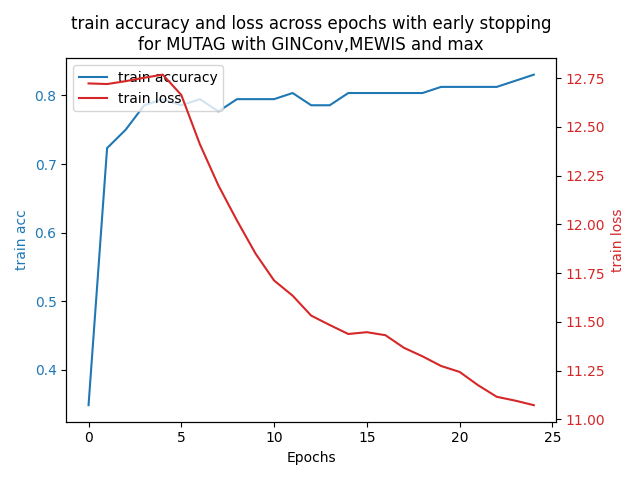 train accuracy and loss across epochs with early stopping
for MUTAG with GINConv,MEWIS and max
train accuracy
train loss
0.8
0.7
0.6
0.5
0.4
train acc
12.75
12.50
12.25
12.00
11.75
11.50
11.25
11.00
train loss
0 5 10 15 20 25
Epochs